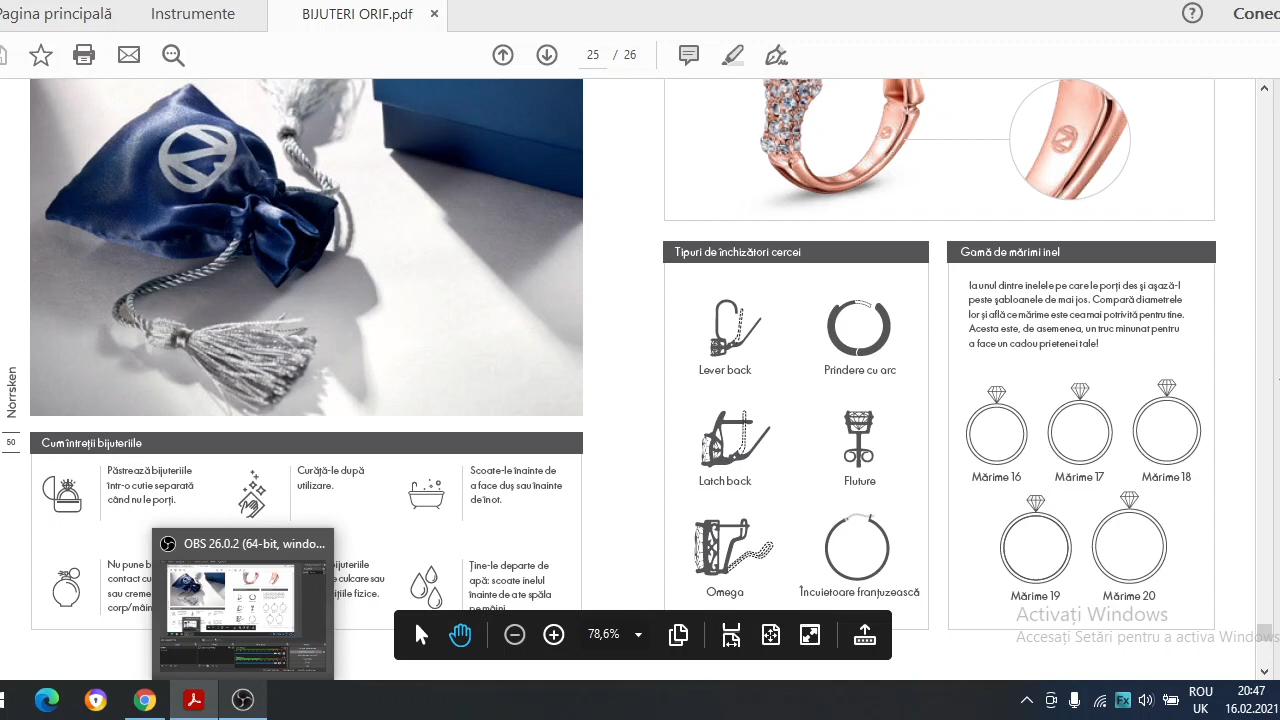 Pagina principală
Instrumente
BIJUTERI ORIF.pdf
×
?
Conec
25 / 26
Norrsken
50
Tipuri de închizători cercei
Lever back
Prindere cu arc
Latch back
Fluture
Omega
Încuietoare franțuzească
Gamă de mărimi inel
Ia unul dintre inelele pe care le porți des și așază-l
peste șabloanele de mai jos. Compară diametrele
lor și află ce mărime este cea mai potrivită pentru tine.
Acesta este, de asemenea, un truc minunat pentru
a face un cadou prietenei tale!
Mărime 16
Mărime 17
Mărime 18
Mărime 19
Mărime 20
Cum întreții bijuteriile
Păstrează bijuteriile
într-o cutie separată
când nu le porți.
Curăță-le după
utilizare.
Scoate-le înainte de
a face duș sau înainte
de înot.
Nu pune b
contact cu
sau creme
corp/mâin
bijuteriile
culcare sau
ițiile fizice.
Ține-le departe de
apă: scoate inelul
înainte de a te spăla
pe mâini.
OBS 26.0.2 (64-bit, windo...
Activați Windows
Accesați Setări pentru a activa Windows
Fx
ROU
UK
20:47
16.02.2021